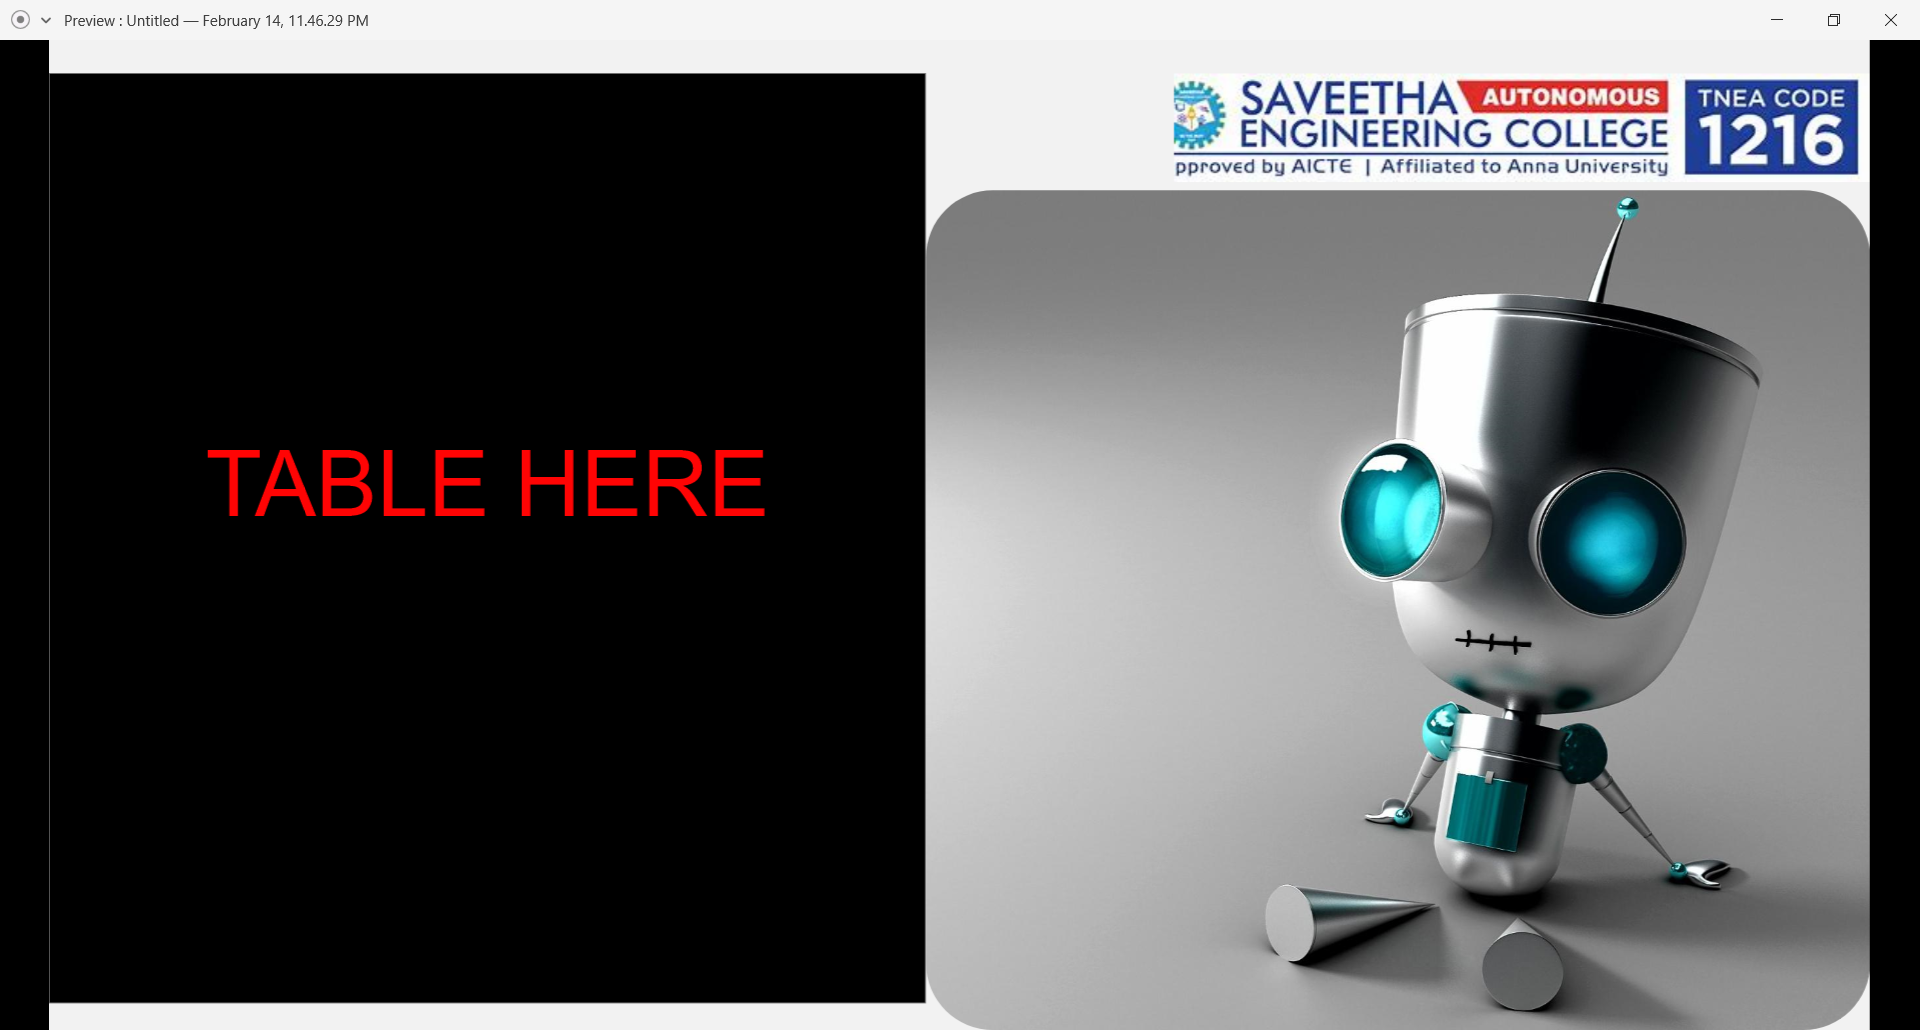 Preview : Untitled — February 14, 11.46.29 PM
SAVEETHA AUTONOMOUS
ENGINEERING COLLEGE
pproved by AICTE | Affiliated to Anna University
TNEA CODE
1216
TABLE HERE